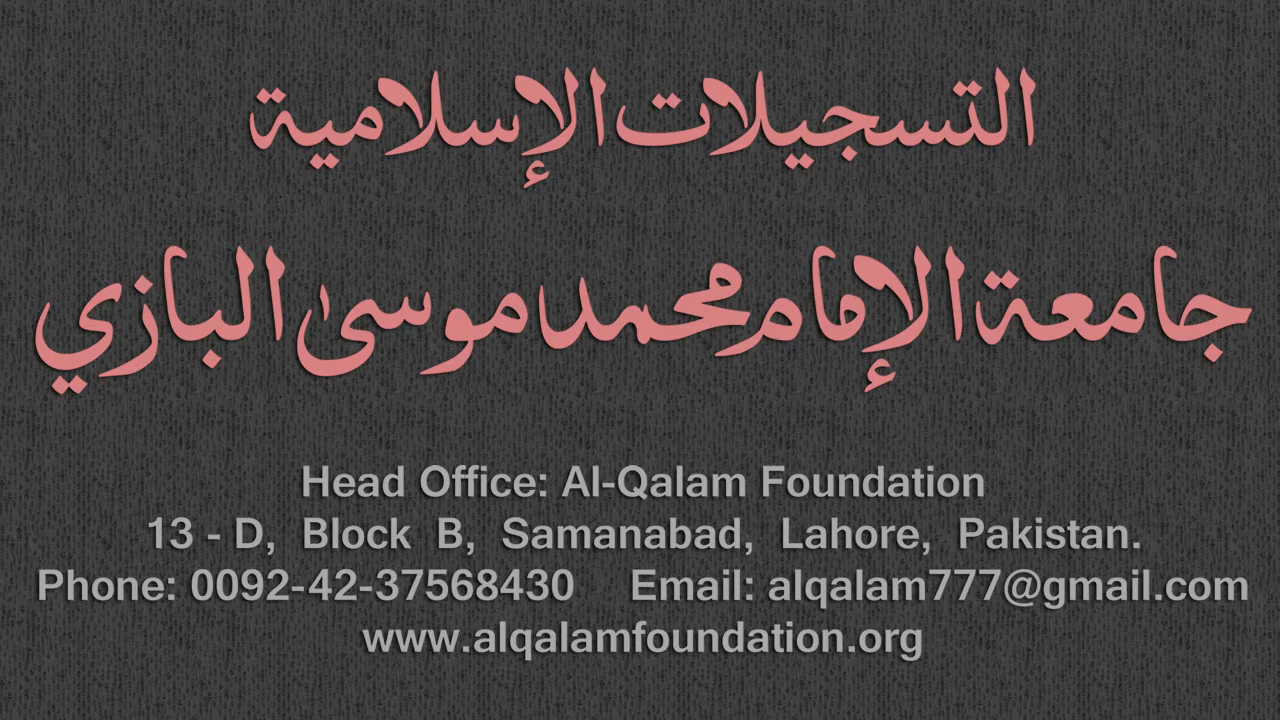 التسجيلات الإسلامية
جامعة الإمام محمد موسىٰ البازي
Head Office: Al-Qalam Foundation
13 - D, Block B, Samanabad, Lahore, Pakistan.
Phone: 0092-42-37568430 Email: alqalam777@gmail.com
www.alqalamfoundation.org